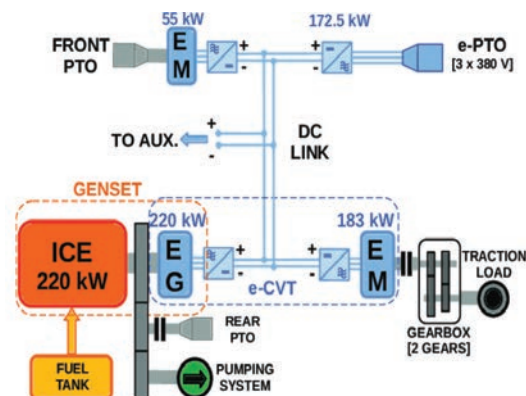 55 kW
172.5 kW
FRONT
PTO
E
M
+
-
+
-
e-PTO
[3 x 380 V]
TO AUX.
+
-
DC
LINK
GENSET
220 kW
183 kW
ICE
220 kW
E
G
+
-
+
-
E
M
e-CVT
TRACTION
LOAD
REAR
PTO
GEARBOX
[2 GEARS]
FUEL
TANK
PUMPING
SYSTEM